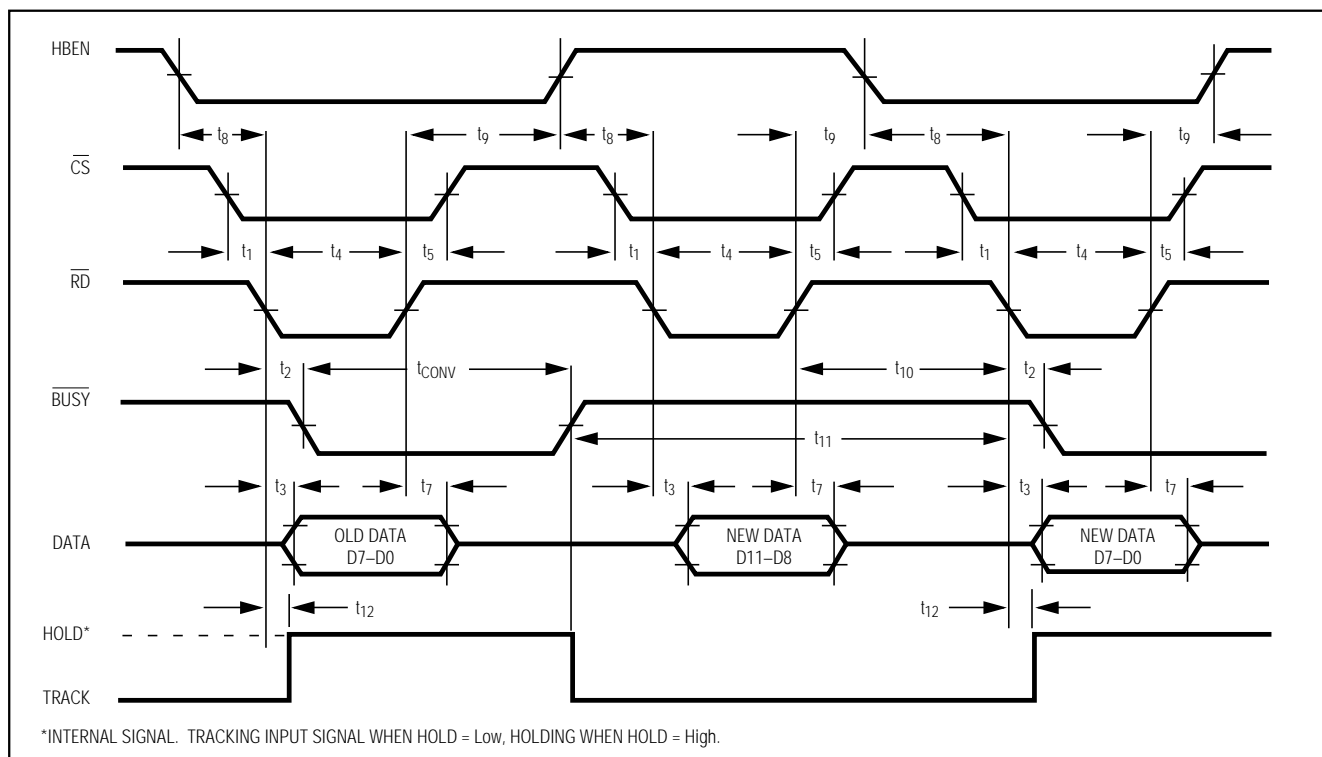 HBEN
t8 t9 t8 t9 t8 t9
CS
t1 t4 t5 t1 t4 t5 t1 t4 t5
RD
t2 tCONV t10 t2
BUSY
t11
t3 t7 t3 t7 t3 t7
DATA
OLD DATA
D7–D0
NEW DATA
D11–D8
NEW DATA
D7–D0
t12 t12
HOLD*
TRACK
*INTERNAL SIGNAL. TRACKING INPUT SIGNAL WHEN HOLD = Low, HOLDING WHEN HOLD = High.